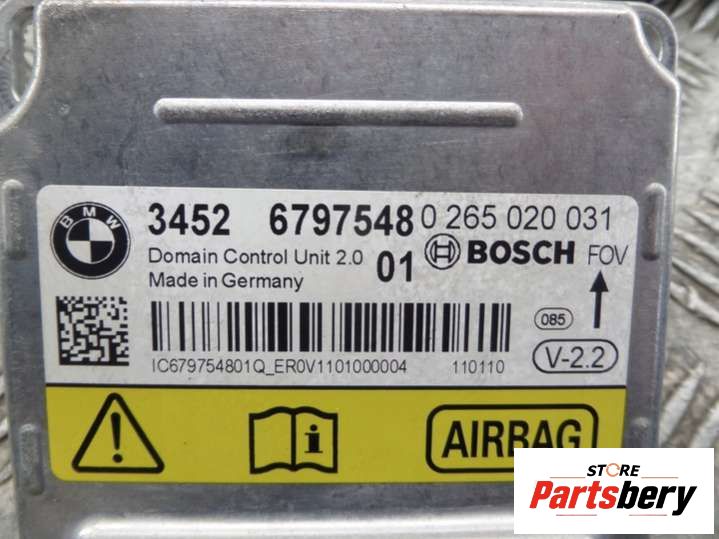 BMW
3452 6797548 0 265 020 031
Domain Control Unit 2.0 01 BOSCH FOV
Made in Germany
085
IC679754801Q_ER0V1101000004 110110
V-2.2
i
AIRBAG
STORE
Partsbery